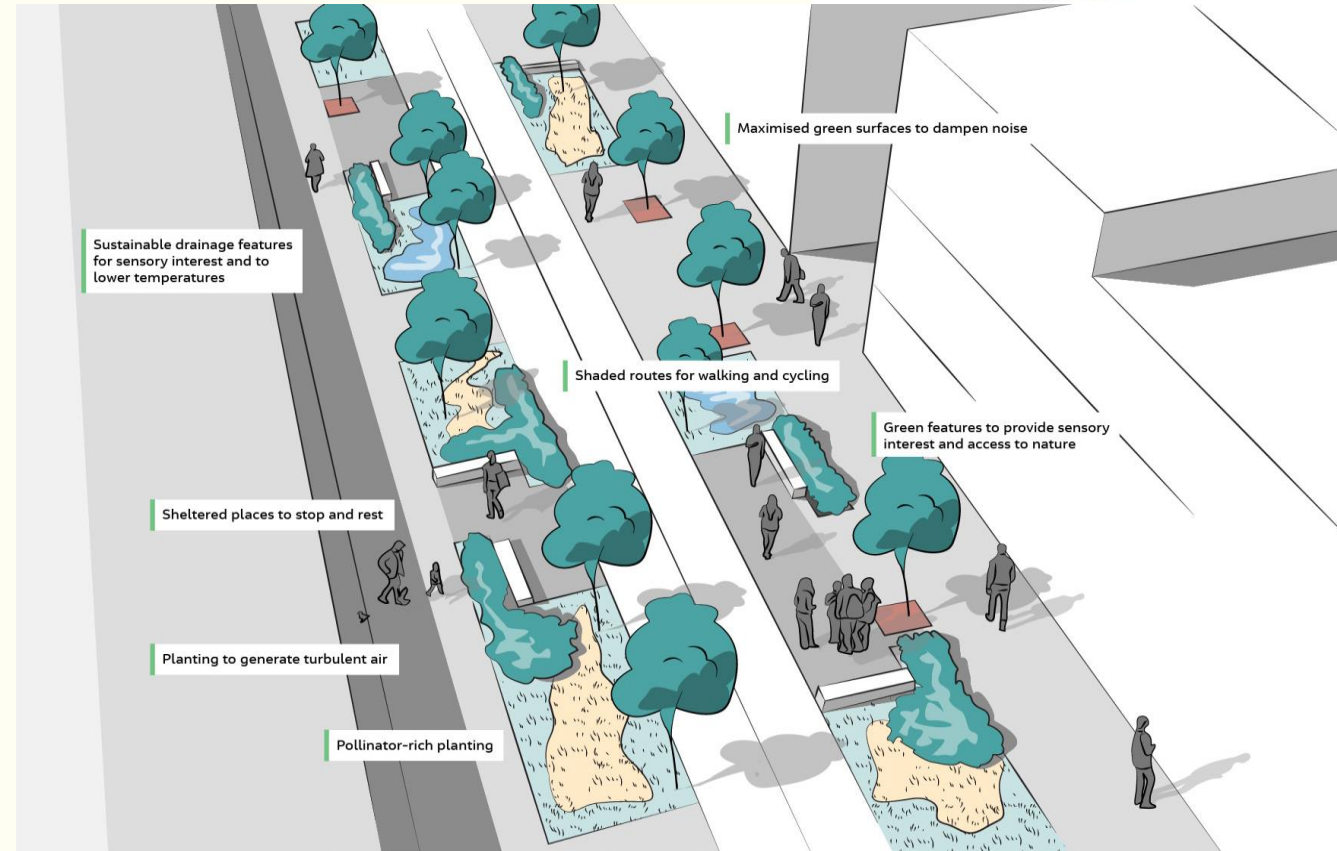 Maximised green surfaces to dampen noise
Sustainable drainage features
for sensory interest and to
lower temperatures
Shaded routes for walking and cycling
Green features to provide sensory
interest and access to nature
Sheltered places to stop and rest
Planting to generate turbulent air
Pollinator-rich planting